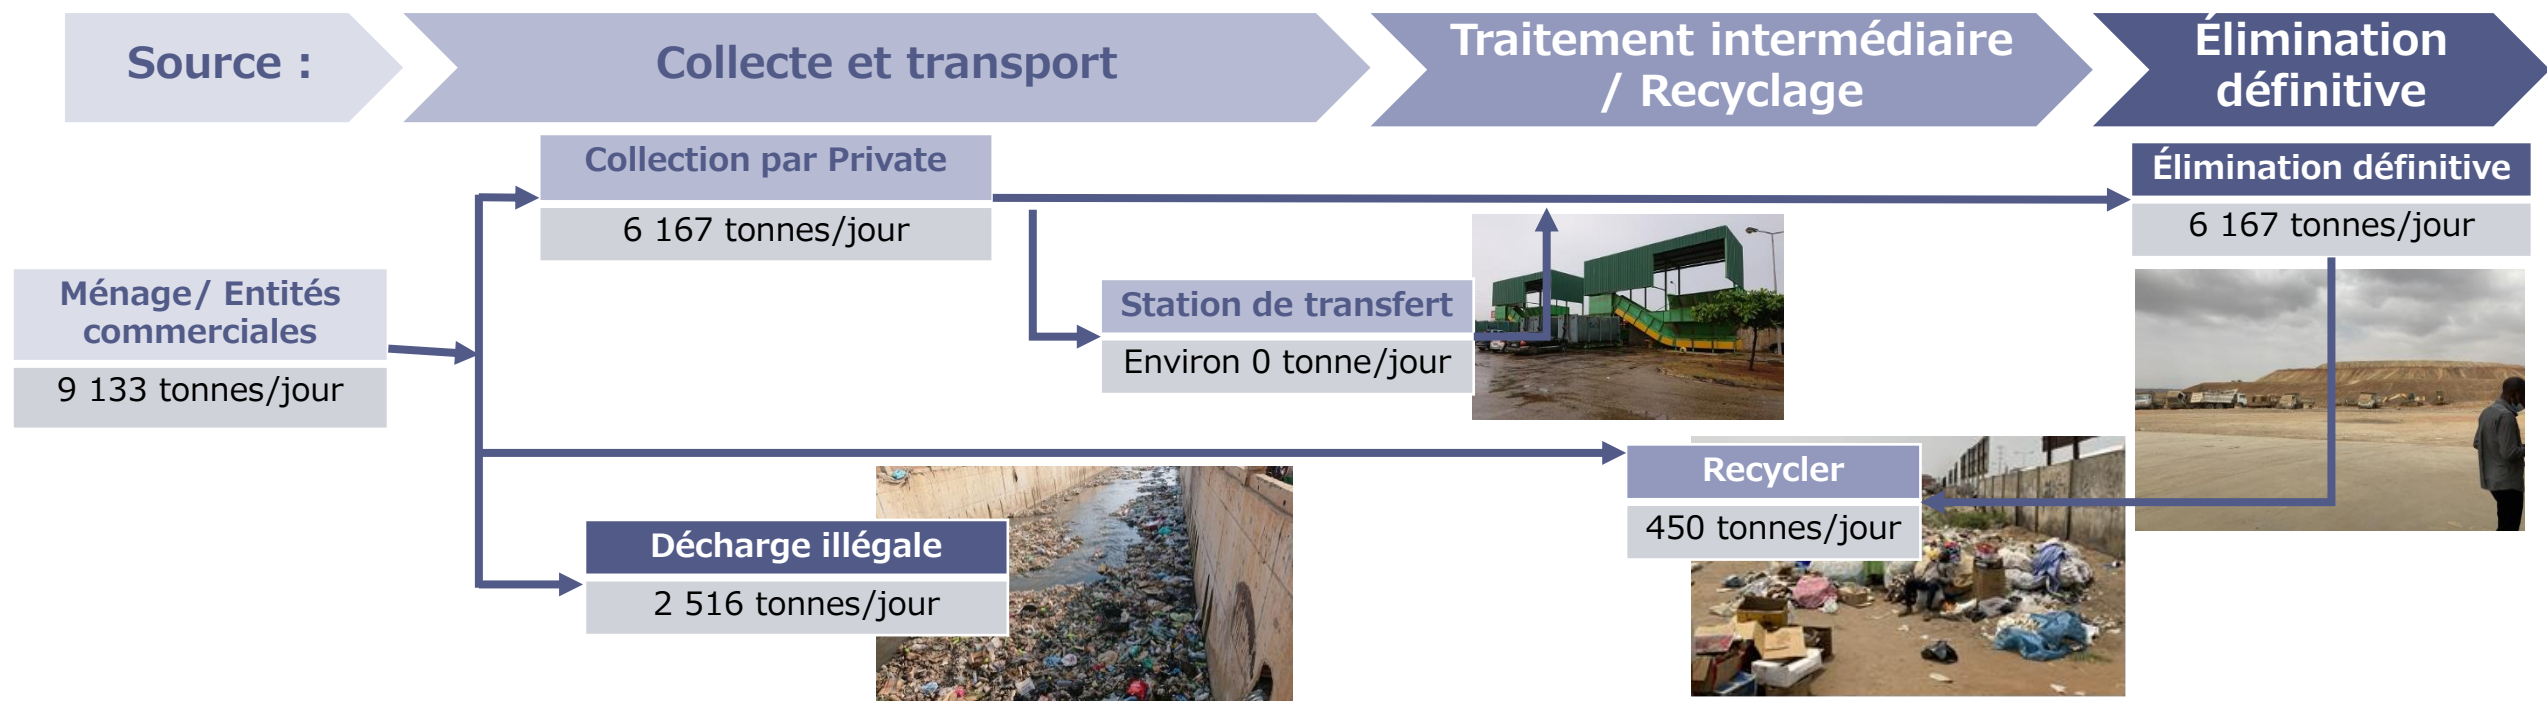 Source :
Collecte et transport
Traitement intermédiaire
/ Recyclage
Élimination
définitive
Collection par Private
6 167 tonnes/jour
Élimination définitive
6 167 tonnes/jour
Ménage/ Entités
commerciales
9 133 tonnes/jour
Station de transfert
Environ 0 tonne/jour
Recycler
450 tonnes/jour
Décharge illégale
2 516 tonnes/jour